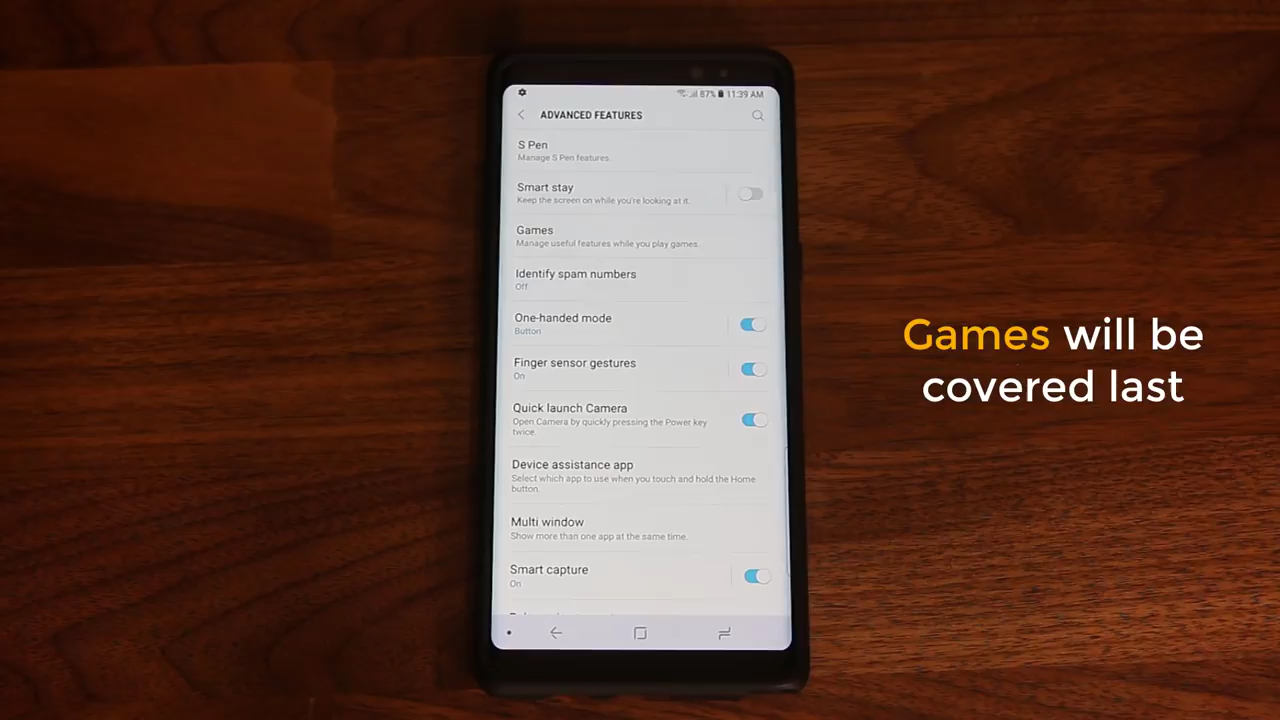 87% 11:39 AM
ADVANCED FEATURES
S Pen
Manage S Pen features.
Smart stay
Keep the screen on while you're looking at it.
Games
Manage useful features while you play games.
Identify spam numbers
Off
One-handed mode
Button
Finger sensor gestures
On
Quick launch Camera
Open Camera by quickly pressing the Power key
twice.
Device assistance app
Select which app to use when you touch and hold the Home
button.
Multi window
Show more than one app at the same time.
Smart capture
On
Games will be
covered last